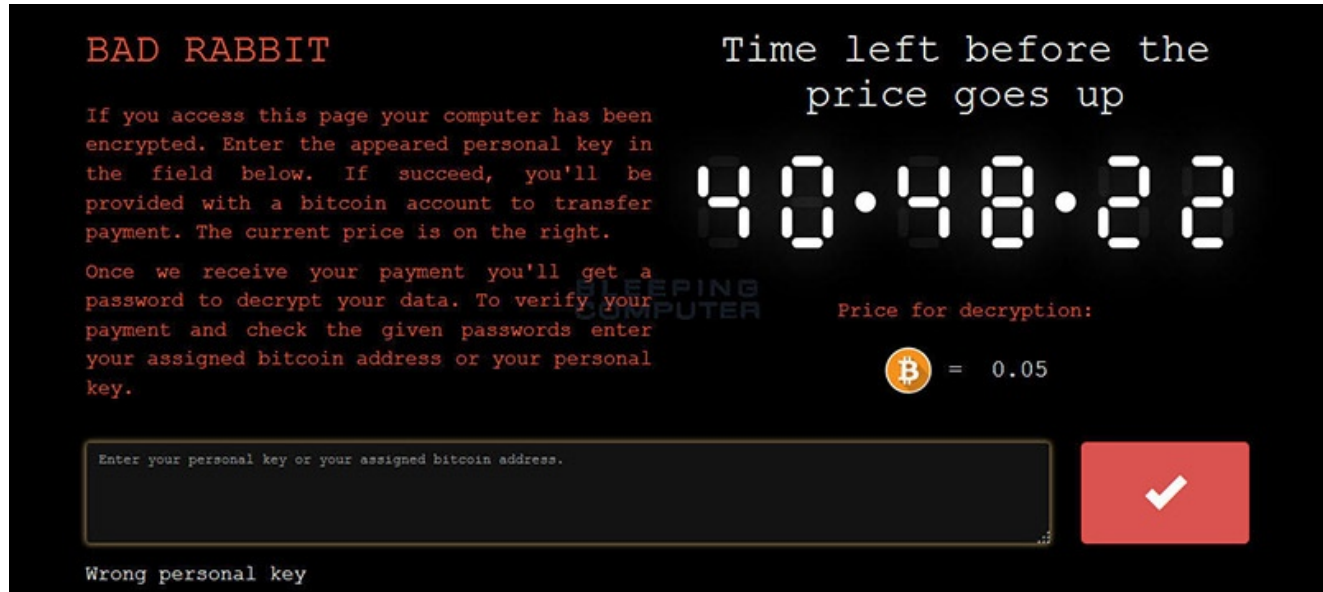 BAD RABBIT
If you access this page your computer has been
encrypted. Enter the appeared personal key in
the field below. If succeed, you'll be
provided with a bitcoin account to transfer
payment. The current price is on the right.
Once we receive your payment you'll get a
password to decrypt your data. To verify your
payment and check the given passwords enter
your assigned bitcoin address or your personal
key.
Time left before the
price goes up
40·48·22
BLEEPING
COMPUTER
Price for decryption:
₿ = 0.05
Enter your personal key or your assigned bitcoin address.
Wrong personal key